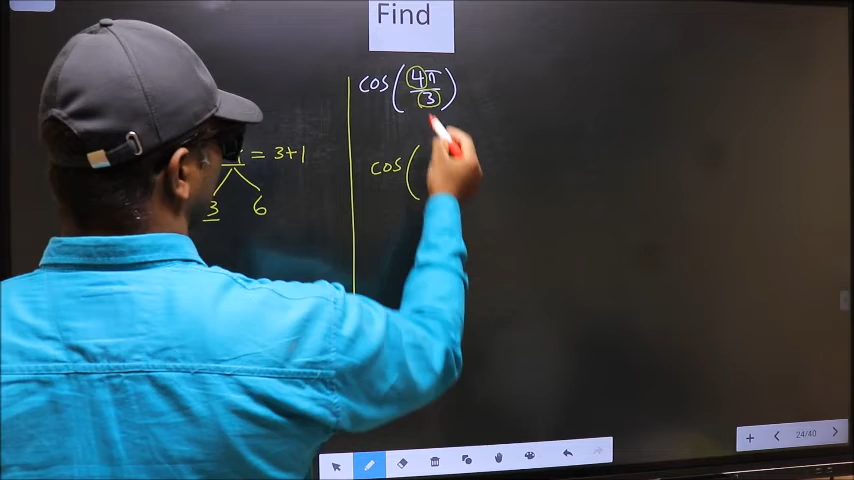 Find
cos(4π/3)
= 3+1
3 6
cos(
24/40